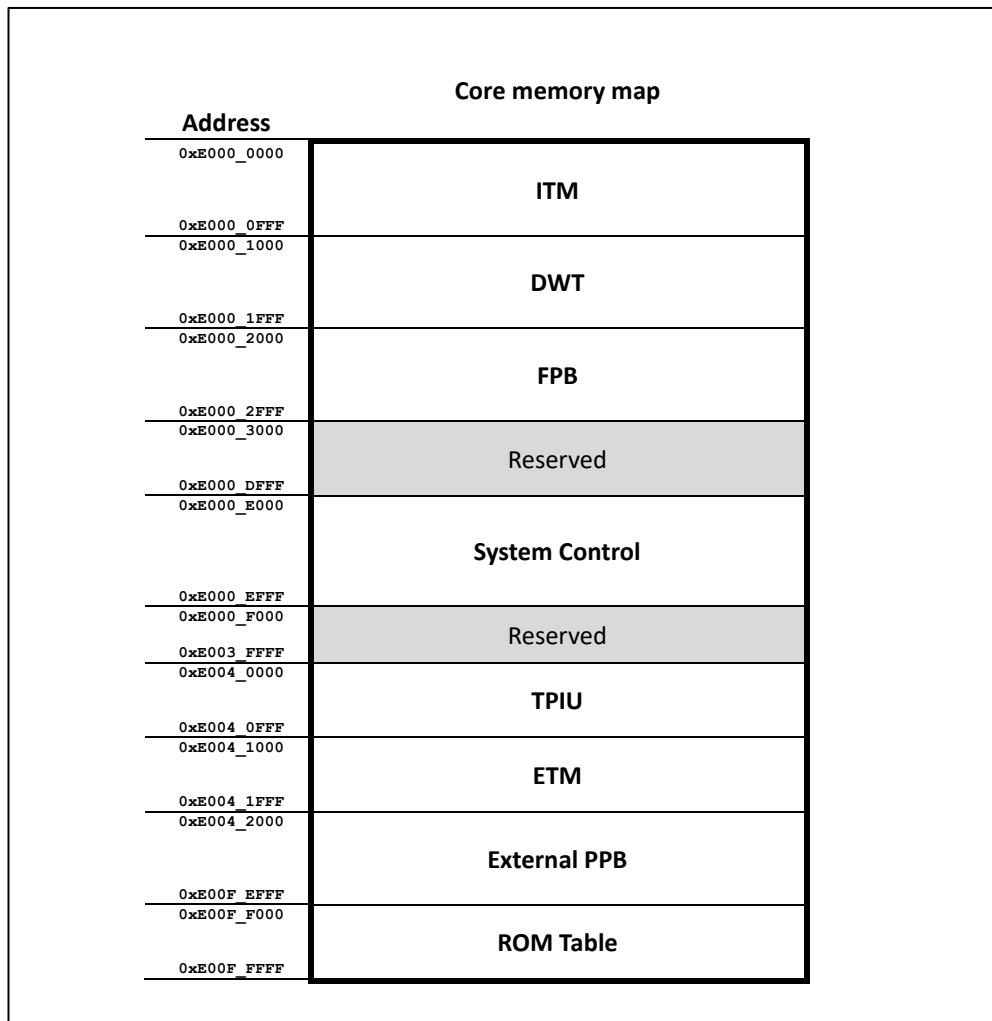 Core memory map
Address
0xE000_0000
ITM
0xE000_0FFF
0xE000_1000
DWT
0xE000_1FFF
0xE000_2000
FPB
0xE000_2FFF
0xE000_3000
Reserved
0xE000_DFFF
0xE000_E000
System Control
0xE000_EFFF
0xE000_F000
Reserved
0xE003_FFFF
0xE004_0000
TPIU
0xE004_0FFF
0xE004_1000
ETM
0xE004_1FFF
0xE004_2000
External PPB
0xE00F_EFFF
0xE00F_F000
ROM Table
0xE00F_FFFF